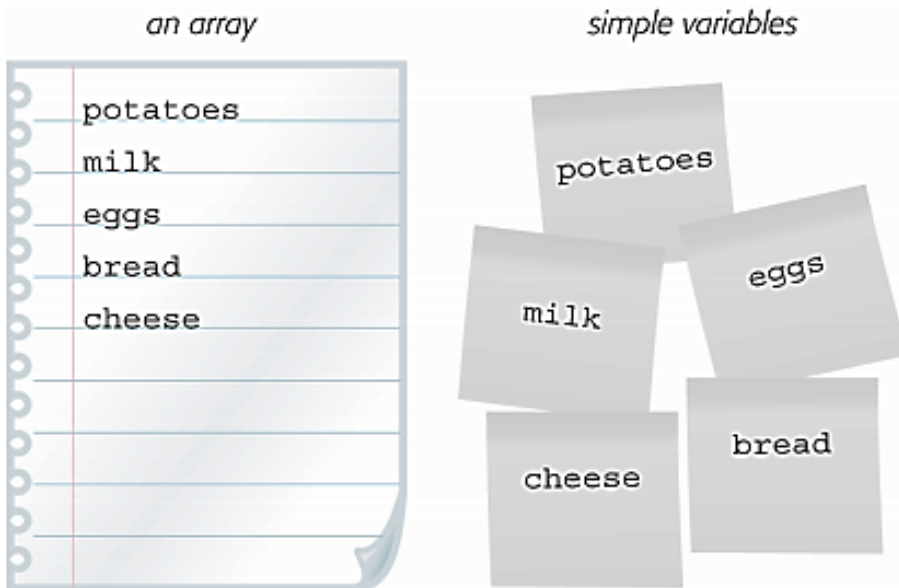 an array
potatoes
milk
eggs
bread
cheese
simple variables
potatoes
eggs
milk
bread
cheese